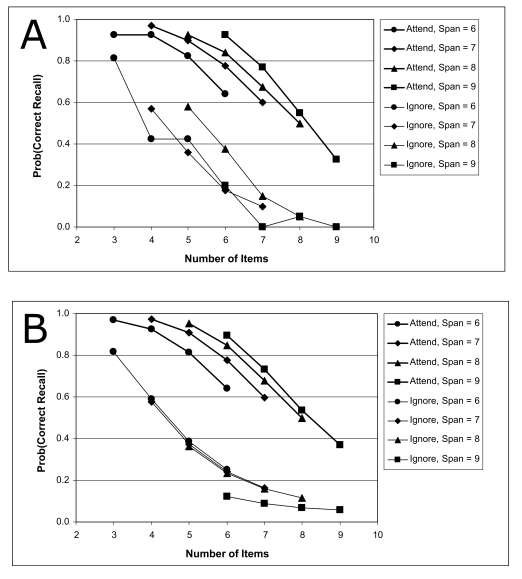 A
Prob(Correct Recall)
1.0
0.8
0.6
0.4
0.2
0.0
2 3 4 5 6 7 8 9 10
Number of Items
Attend, Span = 6
Attend, Span = 7
Attend, Span = 8
Attend, Span = 9
Ignore, Span = 6
Ignore, Span = 7
Ignore, Span = 8
Ignore, Span = 9
B
Prob(Correct Recall)
1.0
0.8
0.6
0.4
0.2
0.0
2 3 4 5 6 7 8 9 10
Number of Items
Attend, Span = 6
Attend, Span = 7
Attend, Span = 8
Attend, Span = 9
Ignore, Span = 6
Ignore, Span = 7
Ignore, Span = 8
Ignore, Span = 9